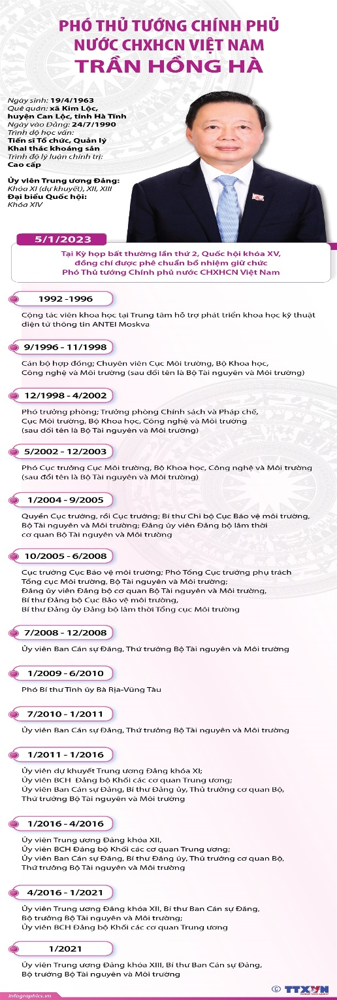 PHÓ THỦ TƯỚNG CHÍNH PHỦ
NƯỚC CHXHCN VIỆT NAM
TRẦN HỒNG HÀ
Ngày sinh: 19/4/1963
Quê quán: xã Kim Lộc,
huyện Can Lộc, tỉnh Hà Tĩnh
Ngày vào Đảng: 24/7/1990
Trình độ học vấn:
Tiến sĩ Tổ chức, Quản lý
Khai thác khoáng sản
Trình độ lý luận chính trị:
Cao cấp
Ủy viên Trung ương Đảng:
Khóa XI (dự khuyết), XII, XIII
Đại biểu Quốc hội:
Khóa XIV
5/1/2023
Tại Kỳ họp bất thường lần thứ 2, Quốc hội khóa XV,
đồng chí được phê chuẩn bổ nhiệm giữ chức
Phó Thủ tướng Chính phủ nước CHXHCN Việt Nam
1992 -1996
Cộng tác viên khoa học tại Trung tâm hỗ trợ phát triển khoa học kỹ thuật
điện tử thông tin ANTEI Moskva
9/1996 - 11/1998
Cán bộ hợp đồng; Chuyên viên Cục Môi trường, Bộ Khoa học,
Công nghệ và Môi trường (sau đổi tên là Bộ Tài nguyên và Môi trường)
12/1998 - 4/2002
Phó trưởng phòng; Trưởng phòng Chính sách và Pháp chế,
Cục Môi trường, Bộ Khoa học, Công nghệ và Môi trường
(sau đổi tên là Bộ Tài nguyên và Môi trường)
5/2002 - 12/2003
Phó Cục trưởng Cục Môi trường, Bộ Khoa học, Công nghệ và Môi trường
(sau đổi tên là Bộ Tài nguyên và Môi trường)
1/2004 - 9/2005
Quyền Cục trưởng, rồi Cục trưởng; Bí thư Chi bộ Cục Bảo vệ môi trường,
Bộ Tài nguyên và Môi trường; Đảng ủy viên Đảng bộ lâm thời
cơ quan Bộ Tài nguyên và Môi trường
10/2005 - 6/2008
Cục trưởng Cục Bảo vệ môi trường; Phó Tổng Cục trưởng phụ trách
Tổng cục Môi trường, Bộ Tài nguyên và Môi trường;
Đảng ủy viên Đảng bộ cơ quan Bộ Tài nguyên và Môi trường,
Bí thư Đảng bộ Cục Bảo vệ môi trường,
Bí thư Đảng ủy Đảng bộ lâm thời Tổng cục Môi trường
7/2008 - 12/2008
Ủy viên Ban Cán sự Đảng, Thứ trưởng Bộ Tài nguyên và Môi trường
1/2009 - 6/2010
Phó Bí thư Tỉnh ủy Bà Rịa-Vũng Tàu
7/2010 - 1/2011
Ủy viên Ban Cán sự Đảng, Thứ trưởng Bộ Tài nguyên và Môi trường
1/2011 - 1/2016
Ủy viên dự khuyết Trung ương Đảng khóa XI;
Ủy viên BCH Đảng bộ Khối các cơ quan Trung ương;
Ủy viên Ban Cán sự Đảng, Bí thư Đảng ủy, Thủ trưởng cơ quan Bộ,
Thứ trưởng Bộ Tài nguyên và Môi trường
1/2016 - 4/2016
Ủy viên Trung ương Đảng khóa XII,
Ủy viên BCH Đảng bộ Khối các cơ quan Trung ương;
Ủy viên Ban Cán sự Đảng, Bí thư Đảng ủy, Thủ trưởng cơ quan Bộ,
Thứ trưởng Bộ Tài nguyên và Môi trường
4/2016 - 1/2021
Ủy viên Trung ương Đảng khóa XII, Bí thư Ban Cán sự Đảng,
Bộ trưởng Bộ Tài nguyên và Môi trường;
Ủy viên BCH Đảng bộ Khối các cơ quan Trung ương
1/2021
Ủy viên Trung ương Đảng khóa XIII, Bí thư Ban Cán sự Đảng,
Bộ trưởng Bộ Tài nguyên và Môi trường
infographics.vn
© TTXVN